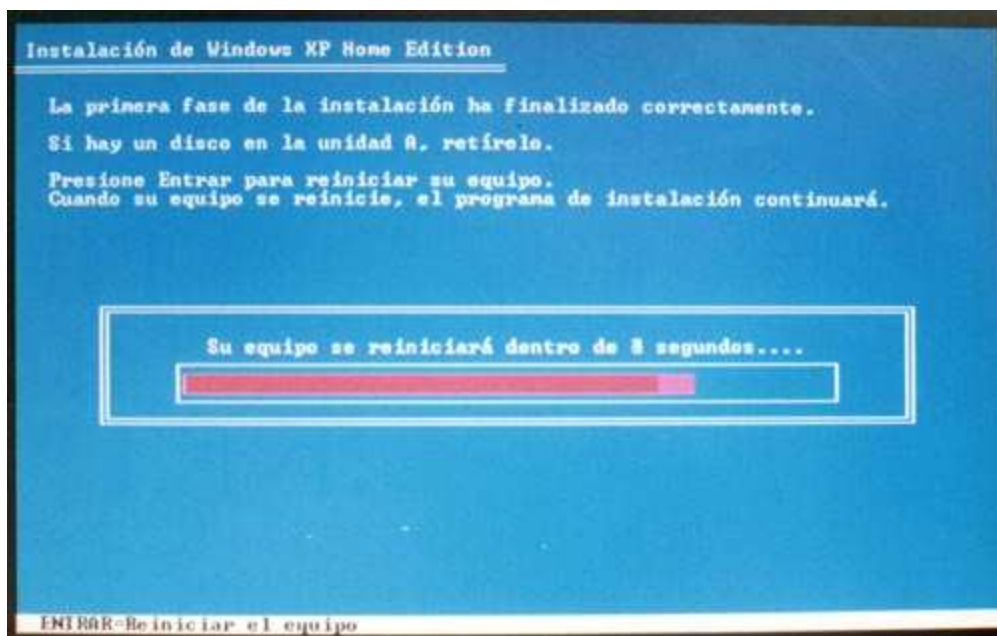 Instalación de Windows XP Home Edition
La primera fase de la instalación ha finalizado correctamente.
Si hay un disco en la unidad A, retírelo.
Presione Entrar para reiniciar su equipo.
Cuando su equipo se reinicie, el programa de instalación continuará.
Su equipo se reiniciará dentro de segundos....
ENTRAR=Reiniciar el equipo